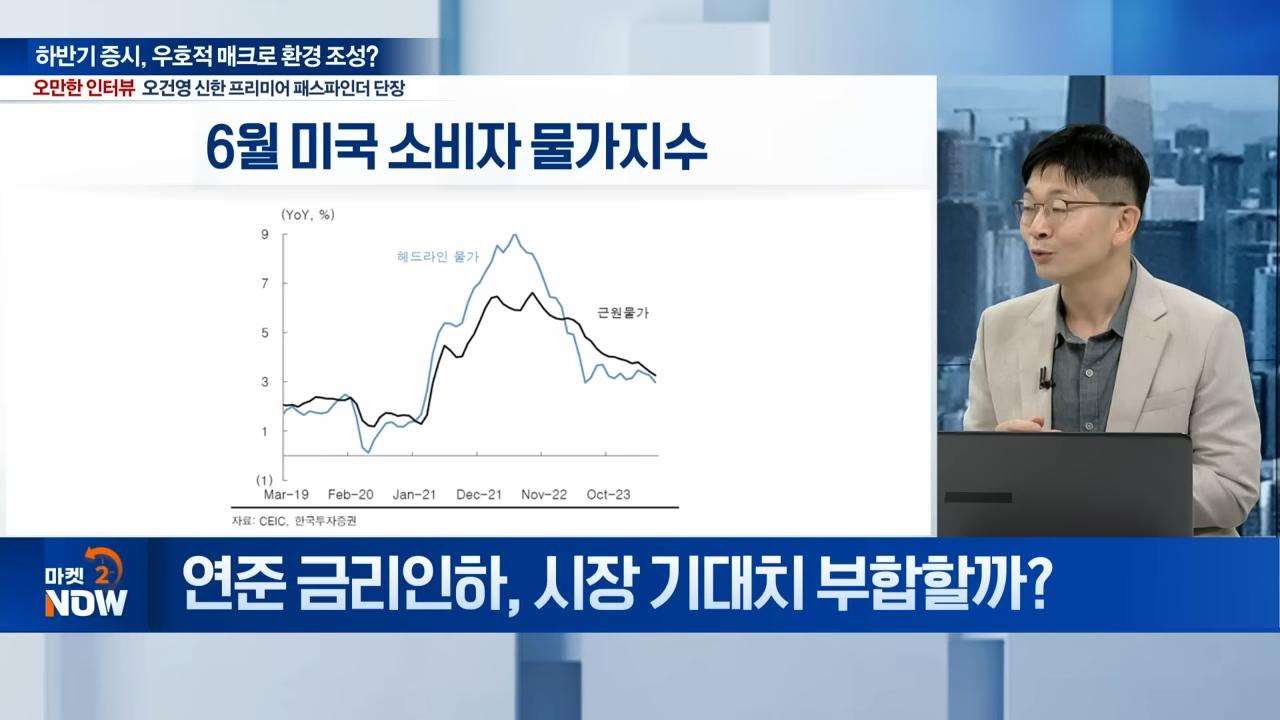 하반기 증시, 우호적 매크로 환경 조성?
오만한 인터뷰 오건영 신한 프리미어 패스파인더 단장
6월 미국 소비자 물가지수
(YoY, %)
9
7
5
3
1
(1)
헤드라인 물가
근원물가
Mar-19 Feb-20 Jan-21 Dec-21 Nov-22 Oct-23
자료: CEIC, 한국투자증권
마켓 2
NOW
연준 금리인하, 시장 기대치 부합할까?